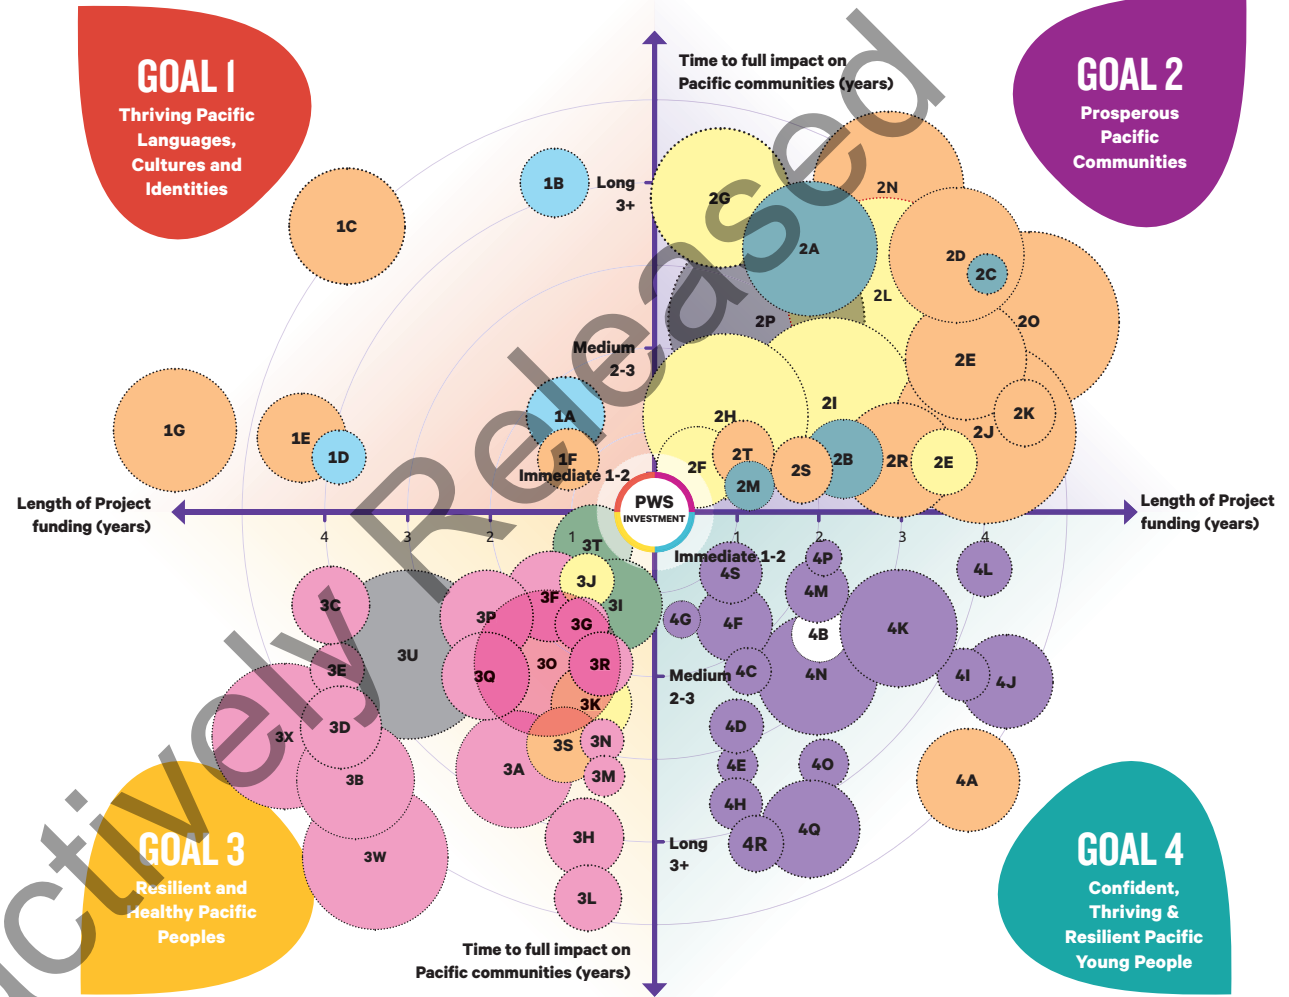 GOAL 1
Thriving Pacific
Languages,
Cultures and
Identities
Time to full impact on
Pacific communities (years)
GOAL 2
Prosperous
Pacific
Communities
Long
3+
Medium
2-3
Immediate 1-2
1B
1C
1G
1E
1D
1A
1F
2G
2N
2A
2D
2C
2L
2P
2O
2E
2I
2H
2K
2J
2T
2F
2S
2B
2R
2E
2M
Length of Project
funding (years)
PWS
INVESTMENT
Length of Project
funding (years)
4
3
2
1
1
2
3
4
Immediate 1-2
3T
3J
3F
3I
3C
3P
3G
3U
3O
3R
3E
3Q
3K
3X
3D
3S
3N
3A
3M
3B
3H
3W
3L
4P
4S
4L
4M
4G
4F
4B
4K
4C
4N
4I
4J
4D
4E
4O
4A
4H
4Q
4R
Medium
2-3
Long
3+
GOAL 3
Resilient and
Healthy Pacific
Peoples
Time to full impact on
Pacific communities (years)
GOAL 4
Confident,
Thriving &
Resilient Pacific
Young People
actively Released